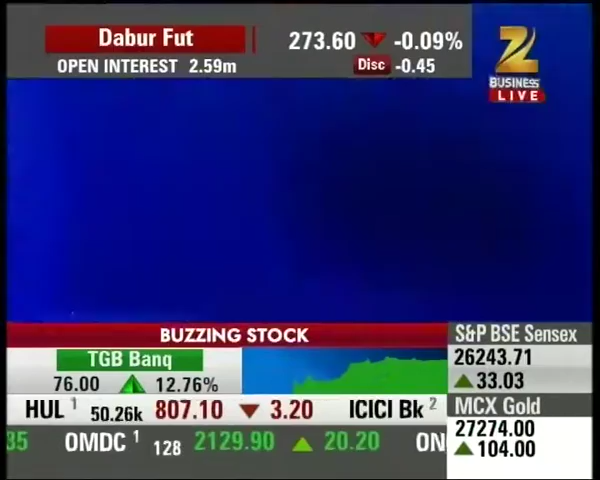 Dabur Fut 273.60 -0.09%
OPEN INTEREST 2.59m Disc -0.45
Z
BUSINESS
LIVE
BUZZING STOCK
TGB Banq
76.00 12.76%
S&P BSE Sensex
26243.71
33.03
MCX Gold
27274.00
104.00
HUL 1 50.26k 807.10 3.20 ICICI Bk 2
35 OMDC 1 128 2129.90 20.20 ON